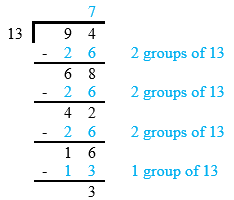 7
13 9 4
- 2 6 2 groups of 13
6 8
- 2 6 2 groups of 13
4 2
- 2 6 2 groups of 13
1 6
- 1 3 1 group of 13
3